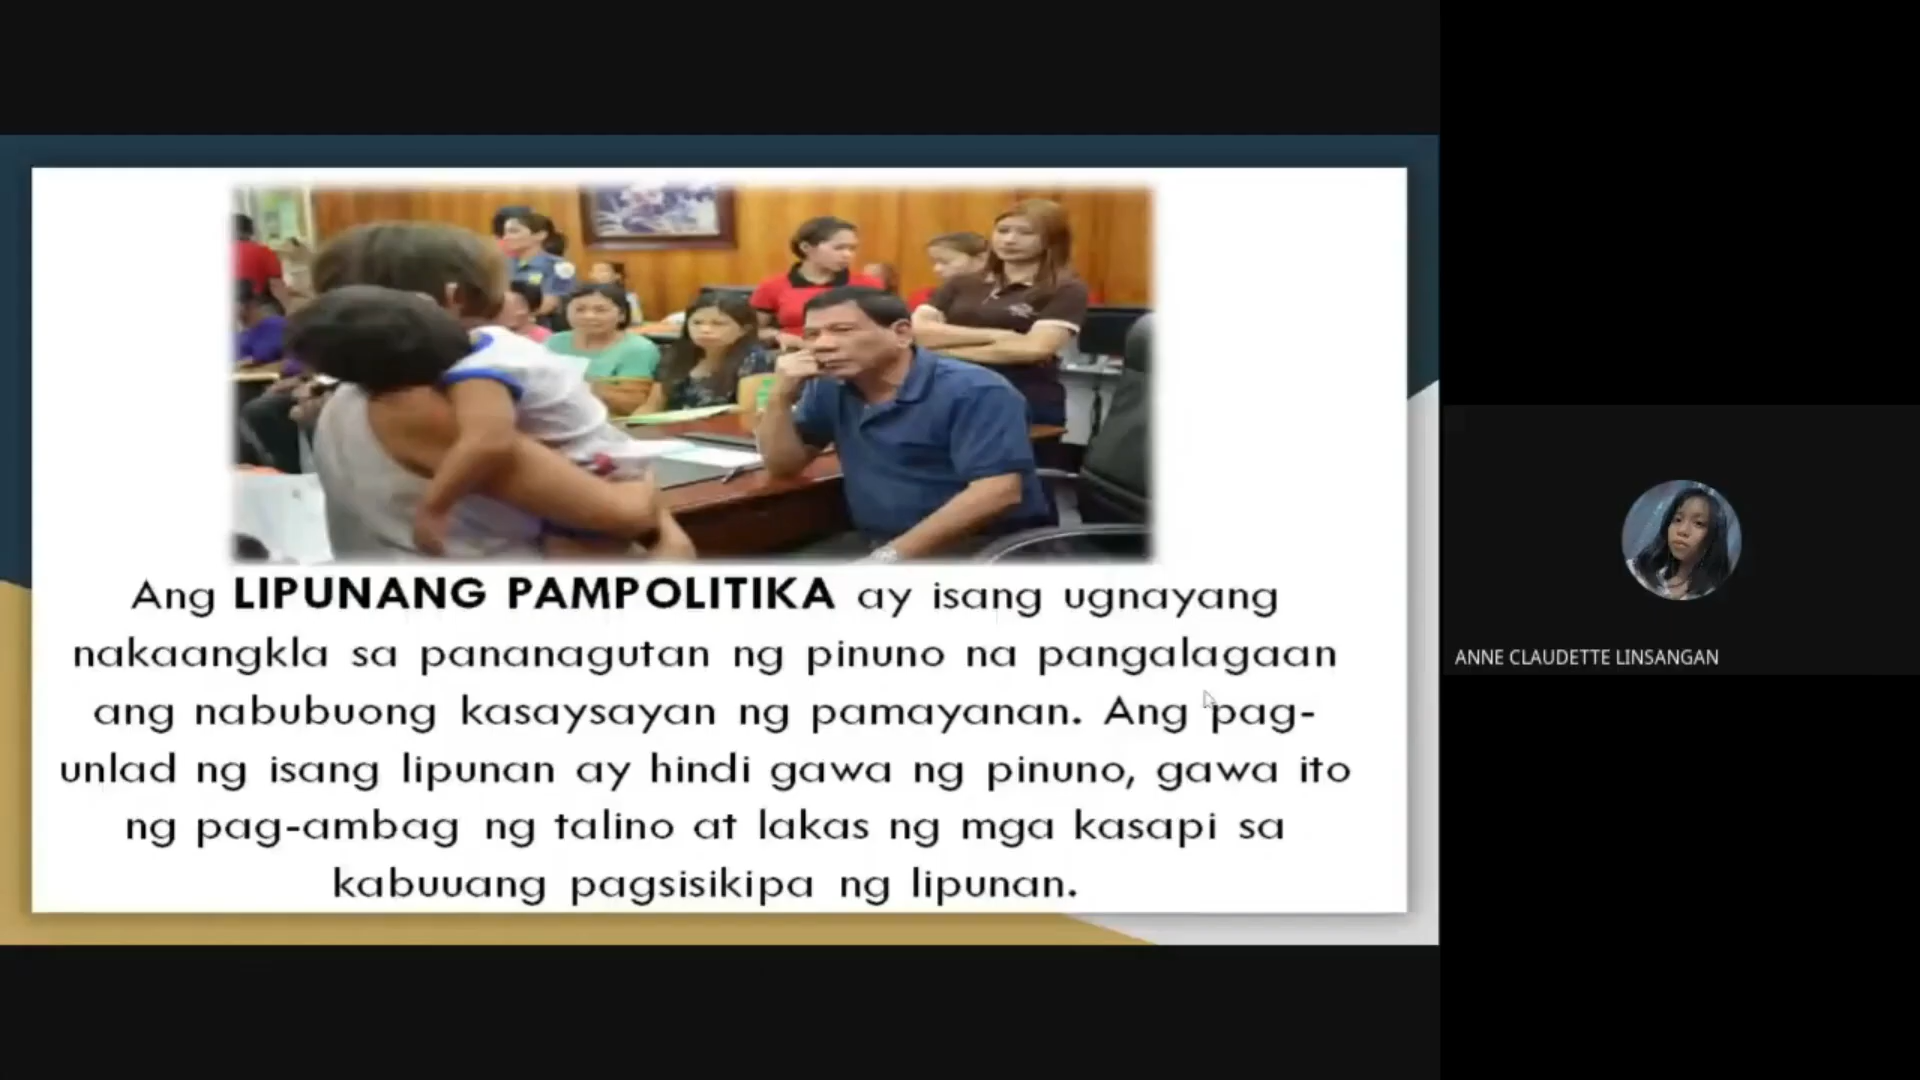 Ang LIPUNANG PAMPOLITIKA ay isang ugnayang
nakaangkla sa pananagutan ng pinuno na pangalagaan
ang nabubuong kasaysayan ng pamayanan. Ang pag-
unlad ng isang lipunan ay hindi gawa ng pinuno, gawa ito
ng pag-ambag ng talino at lakas ng mga kasapi sa
kabuuang pagsisikipa ng lipunan.
ANNE CLAUDETTE LINSANGAN